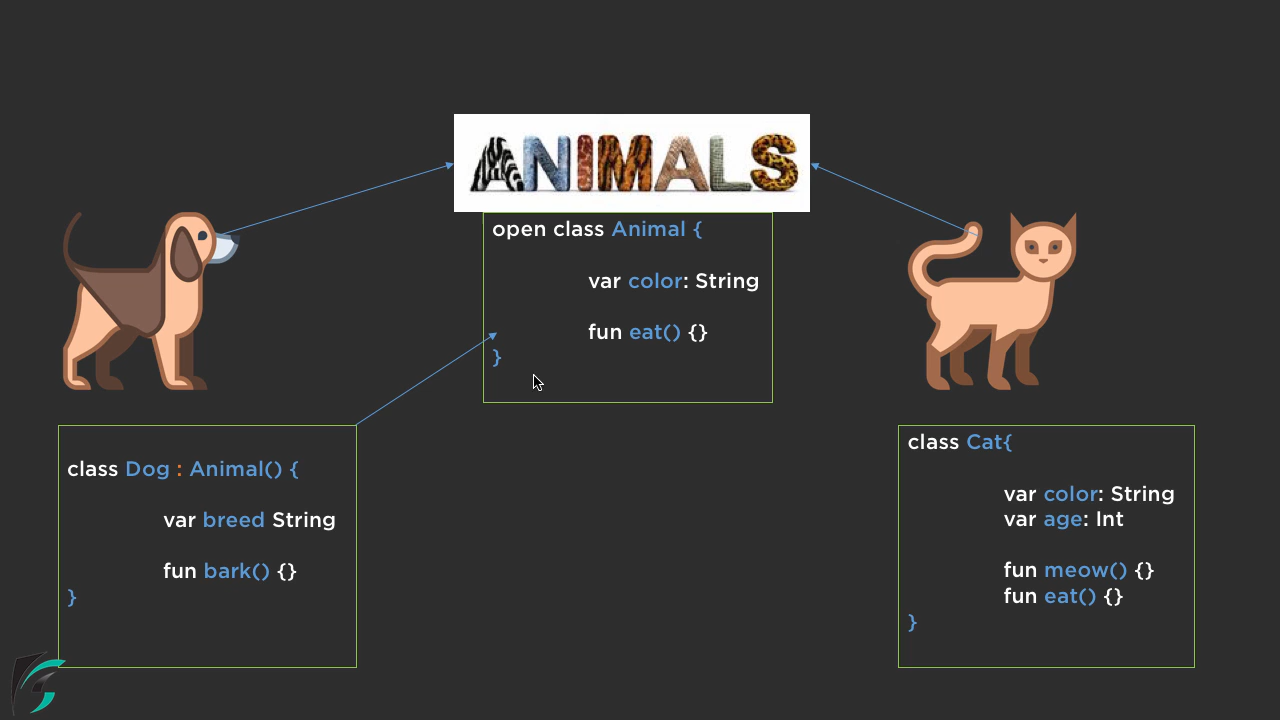 ANIMALS
open class Animal {
var color: String
fun eat() {}
}
class Dog : Animal() {
var breed String
fun bark() {}
}
class Cat{
var color: String
var age: Int
fun meow() {}
fun eat() {}
}